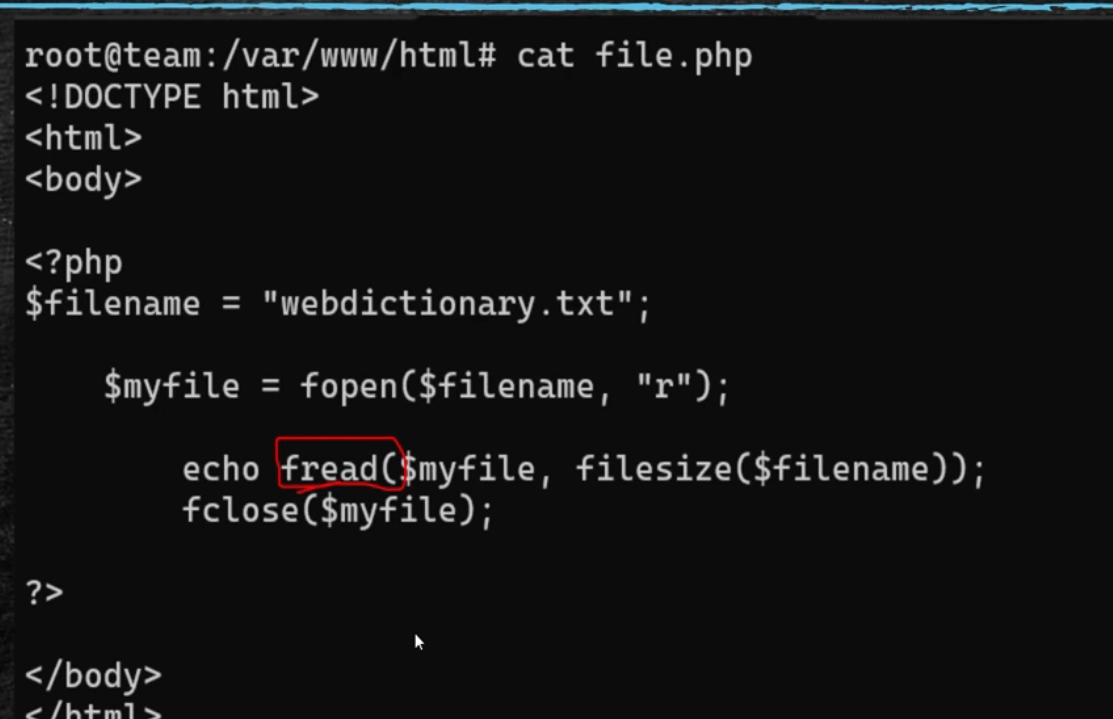 root@team:/var/www/html# cat file.php
<!DOCTYPE html>
<html>
<body>
<?php
$filename = "webdictionary.txt";
$myfile = fopen($filename, "r");
echo fread($myfile, filesize($filename));
fclose($myfile);
?>
</body>
</html>